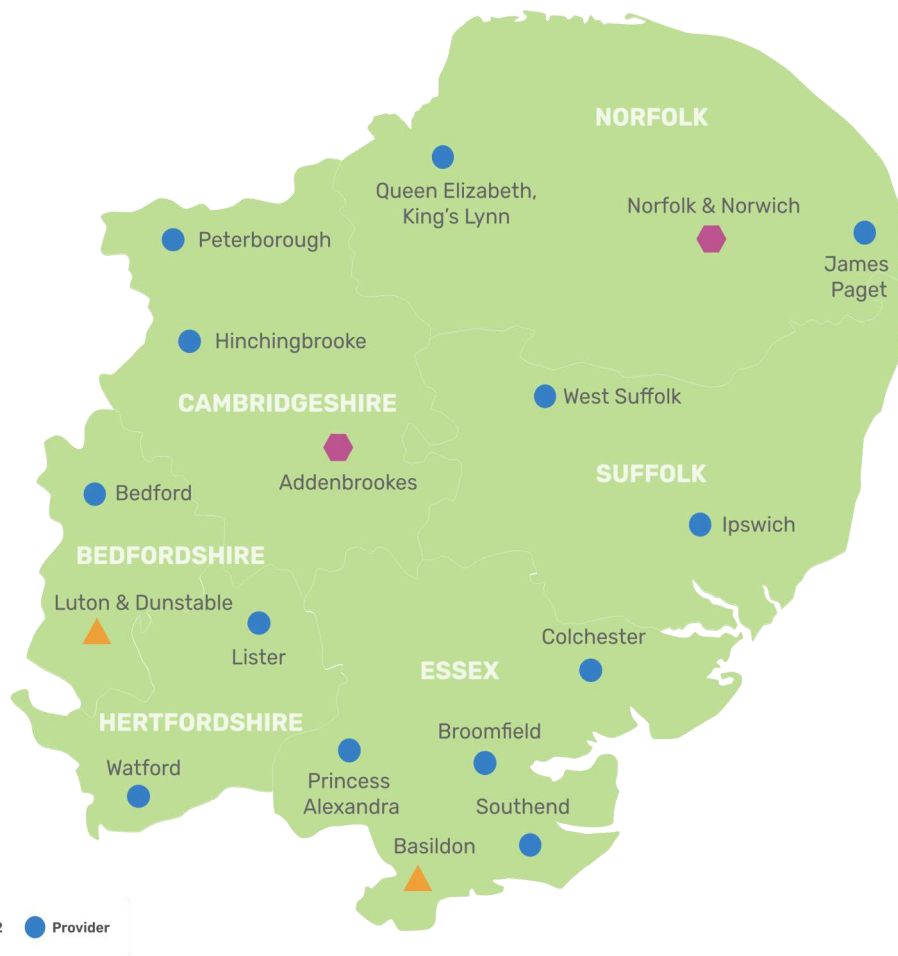 NORFOLK
Queen Elizabeth,
King's Lynn
Norfolk & Norwich
James
Paget
Peterborough
Hinchingbrooke
CAMBRIDGESHIRE
West Suffolk
Addenbrookes
SUFFOLK
Bedford
Ipswich
BEDFORDSHIRE
Luton & Dunstable
Lister
Colchester
ESSEX
HERTFORDSHIRE
Broomfield
Watford
Princess
Alexandra
Southend
Basildon
2 Provider